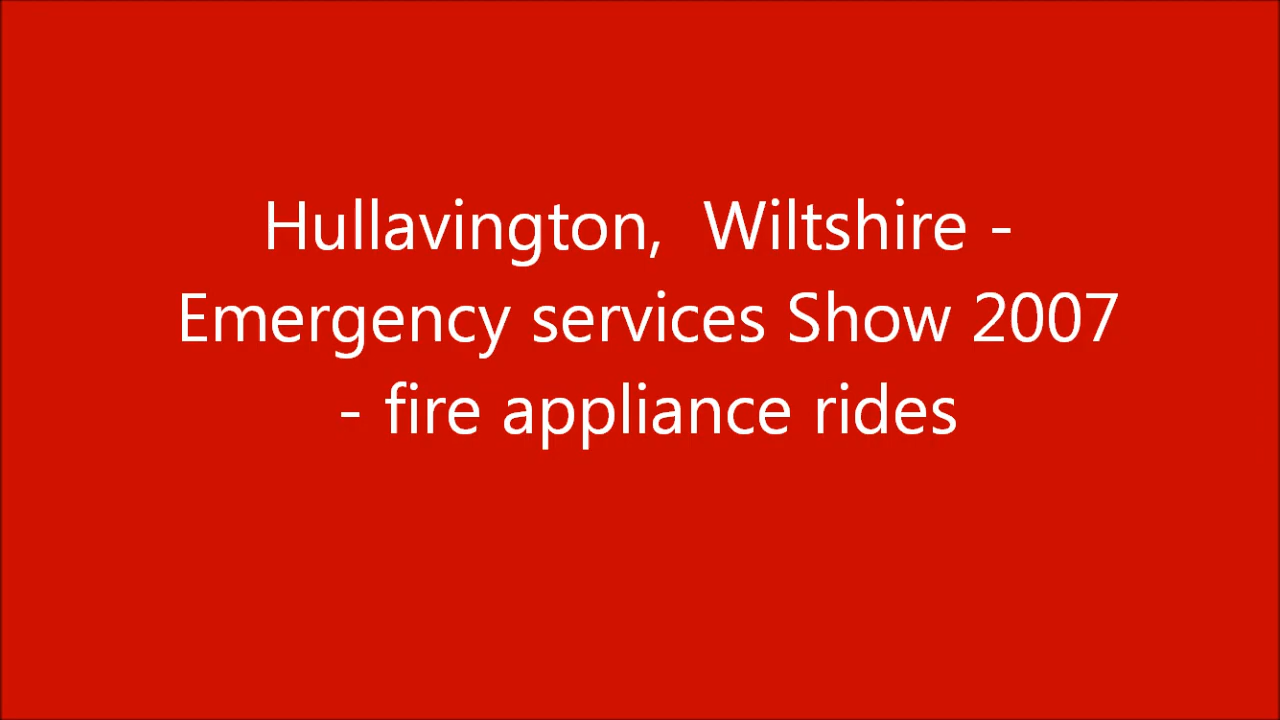 Hullavington,  Wiltshire -
Emergency services Show 2007
- fire appliance rides